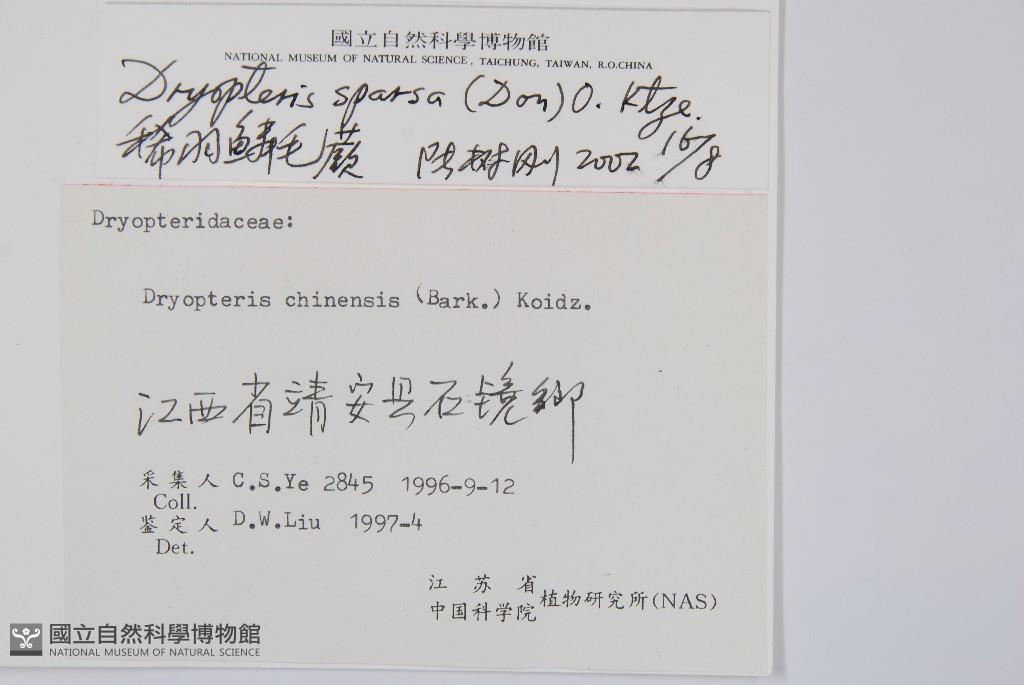 國立自然科學博物館
NATIONAL MUSEUM OF NATURAL SCIENCE, TAICHUNG, TAIWAN, R.O.CHINA
Dryopteris sparsa (Don) O. Ktze.
稀羽鱗毛蕨 陆树刚 2002 16/8
Dryopteridaceae:
Dryopteris chinensis (Bark.) Koidz.
江西省靖安县石镜鄉
采集人 C.S.Ye 2845 1996-9-12
Coll.
鉴定人 D.W.Liu 1997-4
Det.
江苏省
中国科学院 植物研究所(NAS)
國立自然科學博物館
NATIONAL MUSEUM OF NATURAL SCIENCE